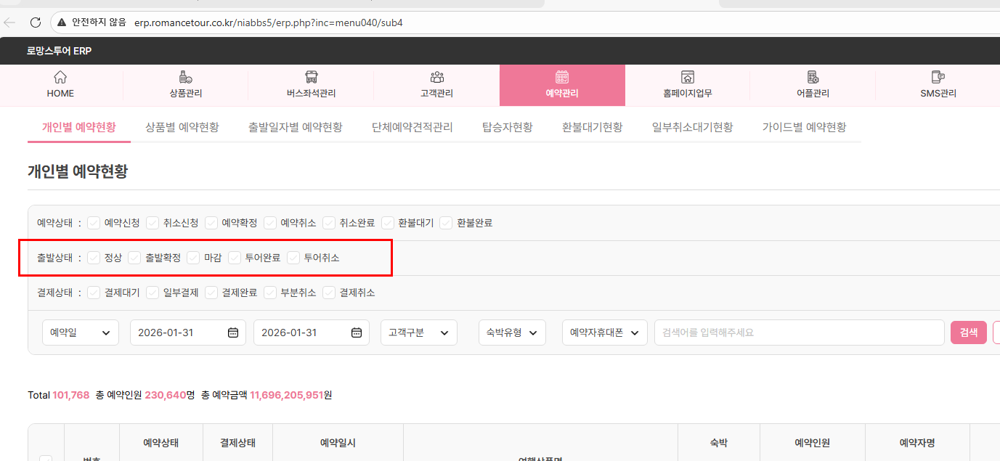 안전하지 않음 erp.romancetour.co.kr/niabbs5/erp.php?inc=menu040/sub4
로망스투어 ERP
HOME 상품관리 버스좌석관리 고객관리 예약관리 홈페이지업무 어플관리 SMS관리
개인별 예약현황 상품별 예약현황 출발일자별 예약현황 단체예약견적관리 탑승자현황 환불대기현황 일부취소대기현황 가이드별 예약현황
개인별 예약현황
예약상태 : 예약신청 취소신청 예약확정 예약취소 취소완료 환불대기 환불완료
출발상태 : 정상 출발확정 마감 투어완료 투어취소
결제상태 : 결제대기 일부결제 결제완료 부분취소 결제취소
예약일 2026-01-31 2026-01-31 고객구분 숙박유형 예약자휴대폰 검색어를 입력해주세요 검색
Total 101,768 총 예약인원 230,640명 총 예약금액 11,696,205,951원
예약상태 결제상태 예약일시 숙박 예약인원 예약자명
번호 여행상품명